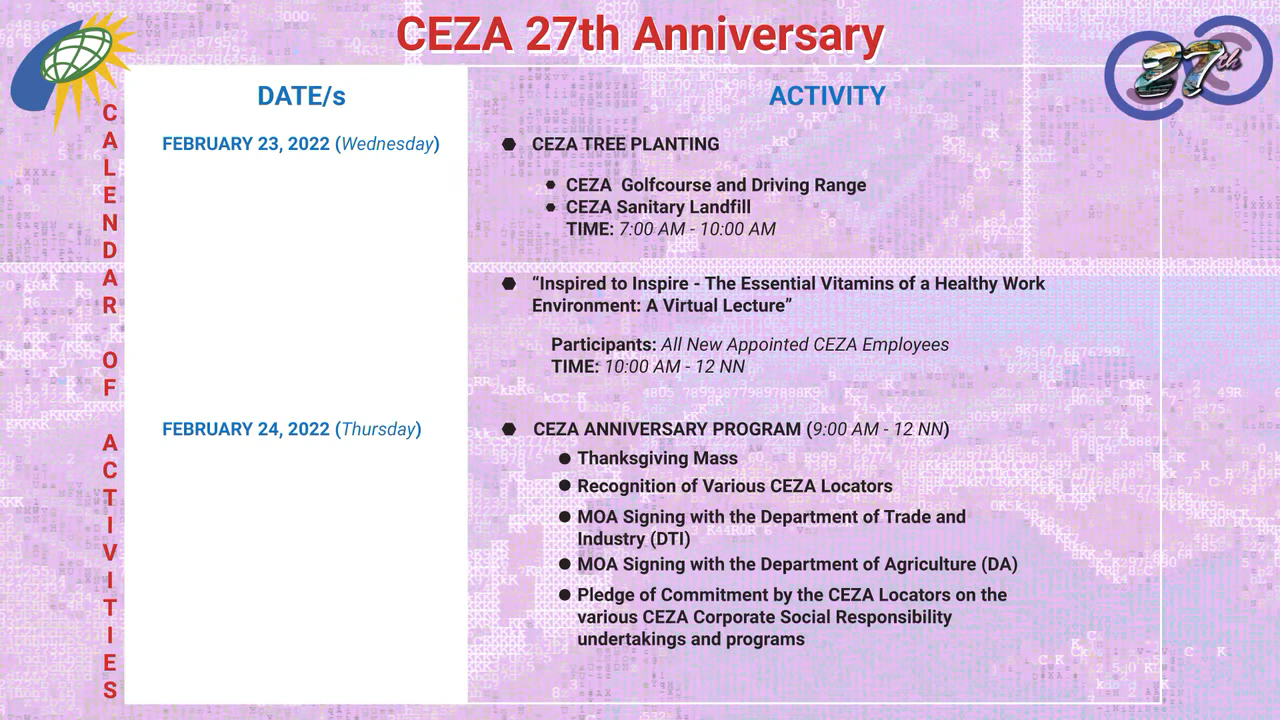 CEZA 27th Anniversary
27th
CALENDAR OF ACTIVITIES
DATE/s
ACTIVITY
FEBRUARY 23, 2022 (Wednesday)
CEZA TREE PLANTING
CEZA Golfcourse and Driving Range
CEZA Sanitary Landfill
TIME: 7:00 AM - 10:00 AM
“Inspired to Inspire - The Essential Vitamins of a Healthy Work
Environment: A Virtual Lecture”
Participants: All New Appointed CEZA Employees
TIME: 10:00 AM - 12 NN
FEBRUARY 24, 2022 (Thursday)
CEZA ANNIVERSARY PROGRAM (9:00 AM - 12 NN)
Thanksgiving Mass
Recognition of Various CEZA Locators
MOA Signing with the Department of Trade and
Industry (DTI)
MOA Signing with the Department of Agriculture (DA)
Pledge of Commitment by the CEZA Locators on the
various CEZA Corporate Social Responsibility
undertakings and programs